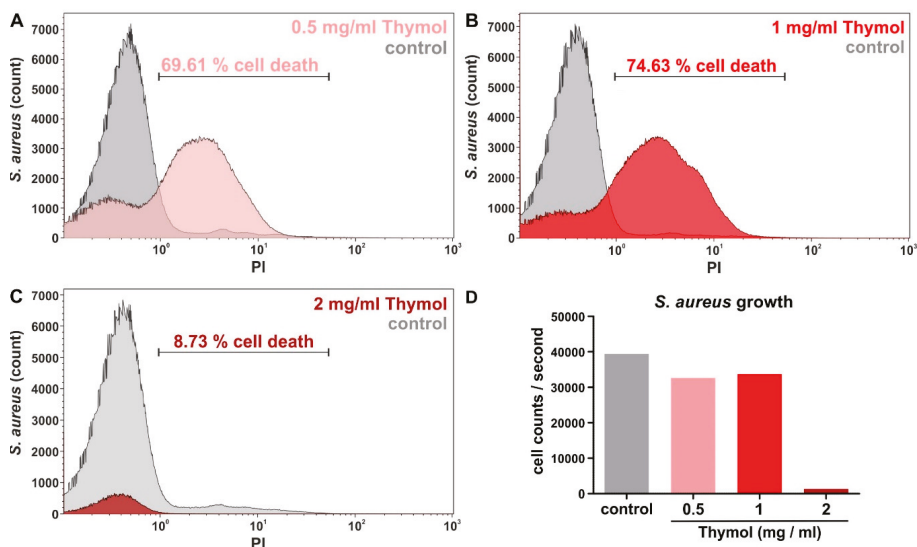 A
0.5 mg/ml Thymol
control
69.61 % cell death
S. aureus (count)
7000
6000
5000
4000
3000
2000
1000
0
10⁰
10¹
10²
10³
PI
B
1 mg/ml Thymol
control
74.63 % cell death
S. aureus (count)
7000
6000
5000
4000
3000
2000
1000
0
10⁰
10¹
10²
10³
PI
C
2 mg/ml Thymol
control
8.73 % cell death
S. aureus (count)
7000
6000
5000
4000
3000
2000
1000
0
10⁰
10¹
10²
10³
PI
D
S. aureus growth
cell counts / second
50000
40000
30000
20000
10000
0
control
0.5
1
2
Thymol (mg / ml)